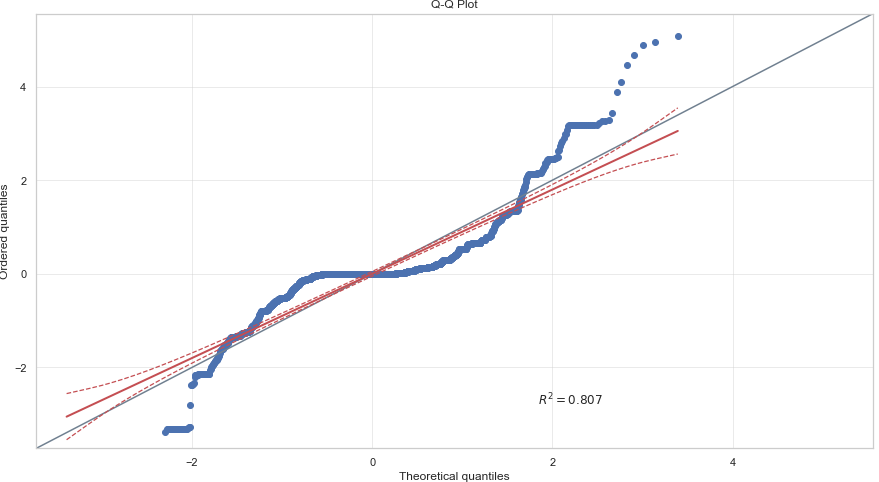 Q-Q Plot
Ordered quantiles
4
2
0
−2
R² = 0.807
−2
0
2
4
Theoretical quantiles